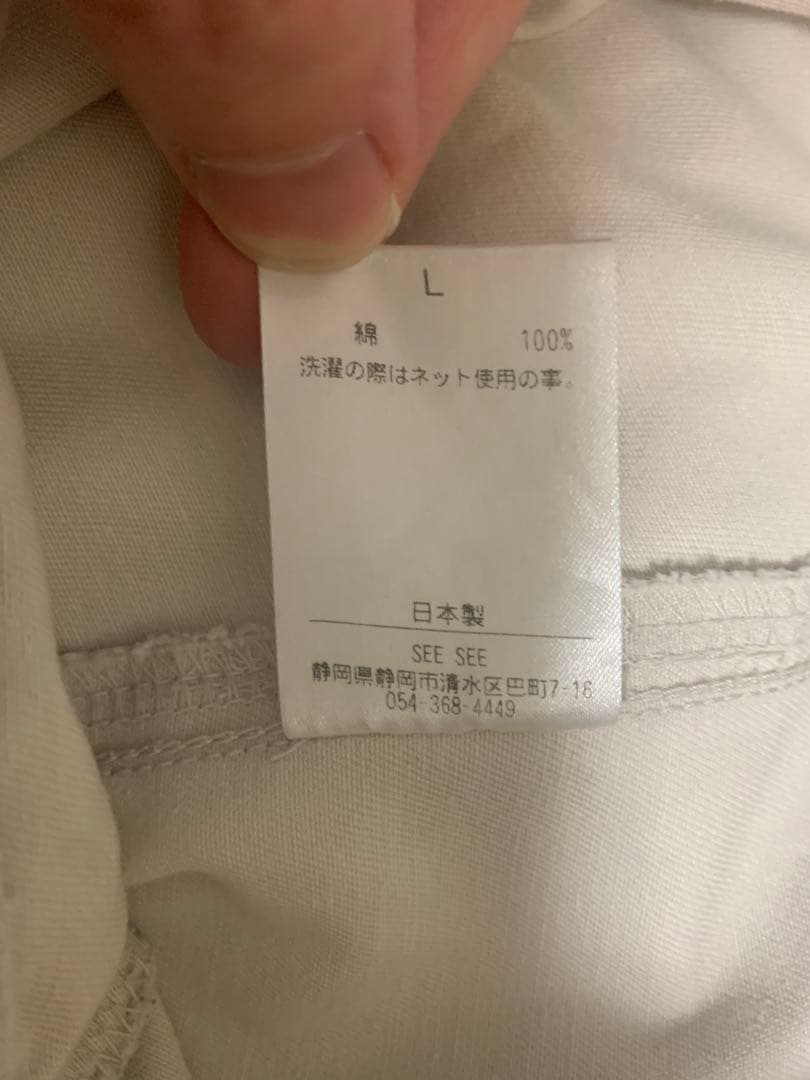 L
綿 100%
洗濯の際はネット使用の事。
日本製
SEE SEE
静岡県静岡市清水区巴町7-16
054-368-4449